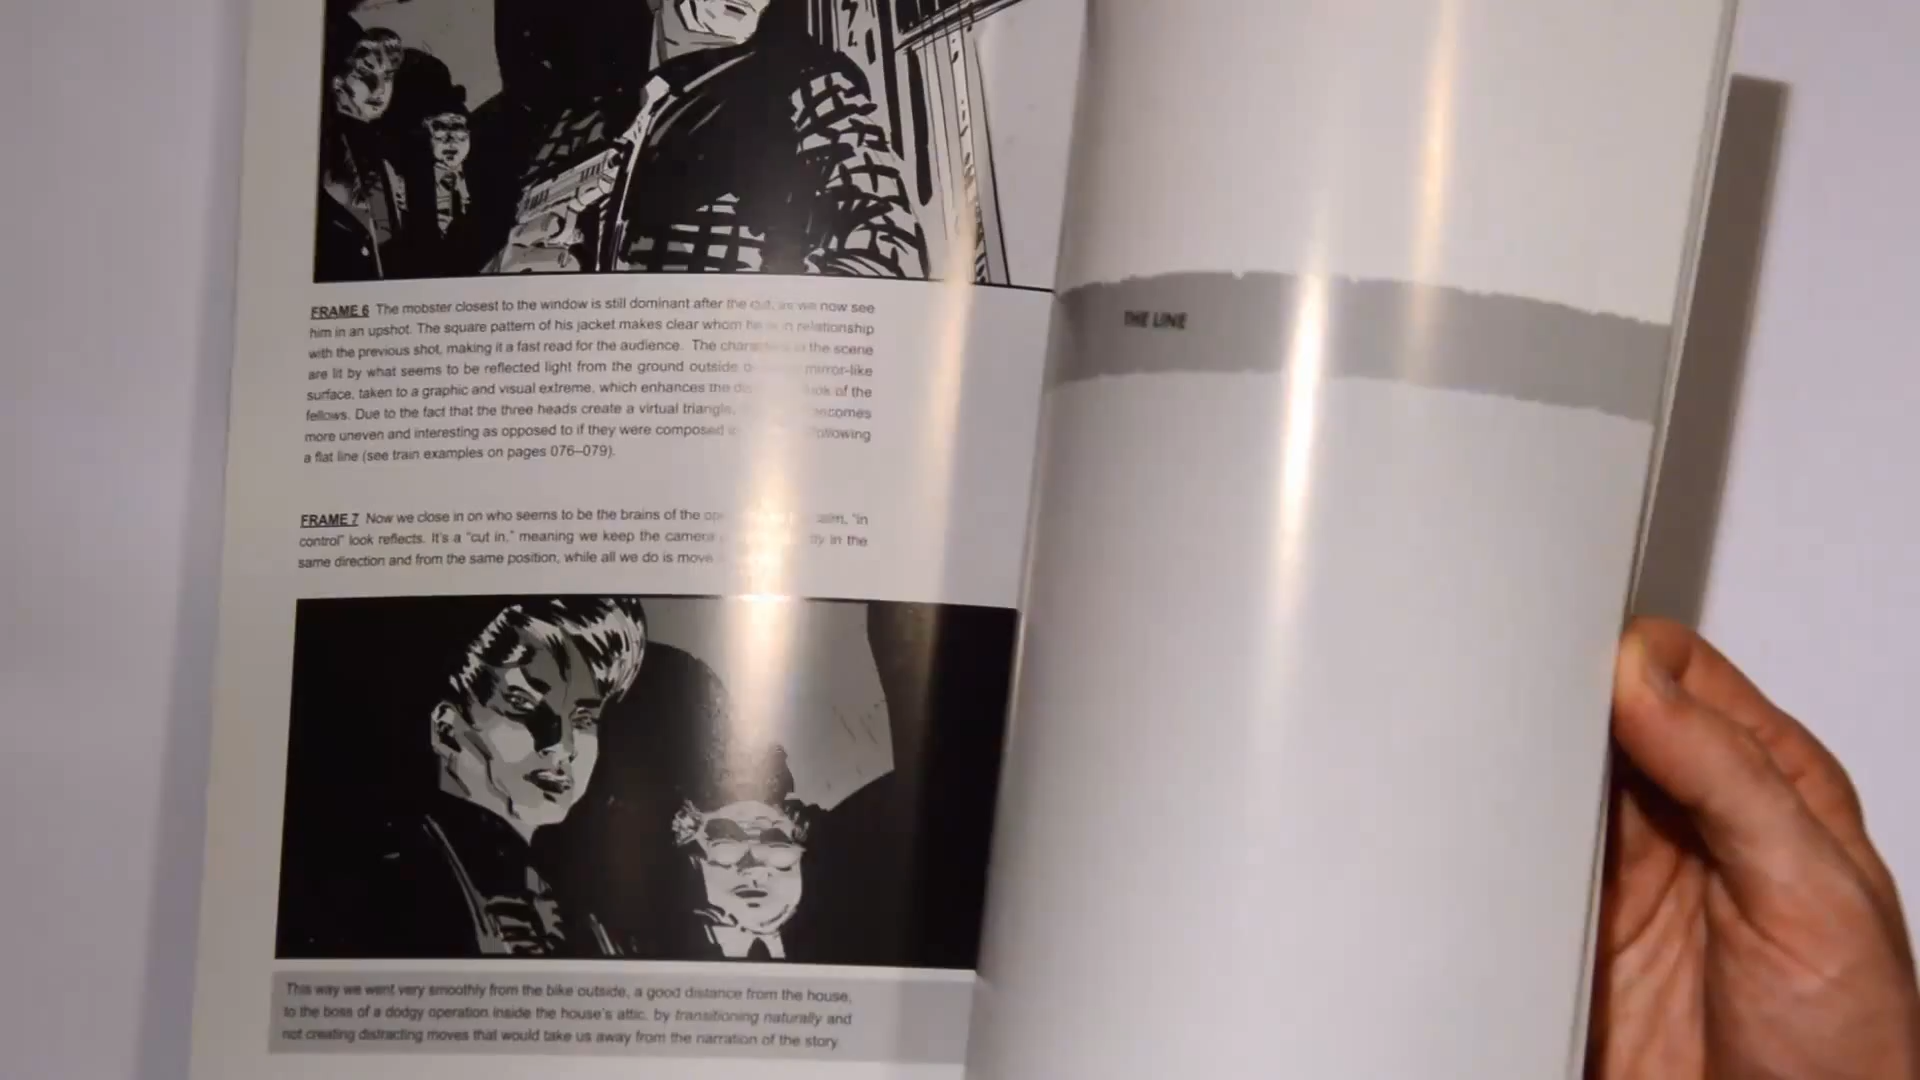 FRAME 6 The mobster closest to the window is still dominant after the cut, as we now see
him in an upshot. The square pattern of his jacket makes clear whom he is in relationship
with the previous shot, making it a fast read for the audience. The the scene
are lit by what seems to be reflected light from the ground outside mirror-like
surface, taken to a graphic and visual extreme, which enhances the look of the
fellows. Due to the fact that the three heads create a virtual triangle, becomes
more uneven and interesting as opposed to if they were composed following
a flat line (see train examples on pages 076–079).
FRAME 7 Now we close in on who seems to be the brains of the calm, "in
control" look reflects. It's a "cut in," meaning we keep the camera in the
same direction and from the same position, while all we do is move
This way we went very smoothly from the bike outside, a good distance from the house,
to the boss of a dodgy operation inside the house's attic, by transitioning naturally and
not creating distracting moves that would take us away from the narration of the story
THE LINE